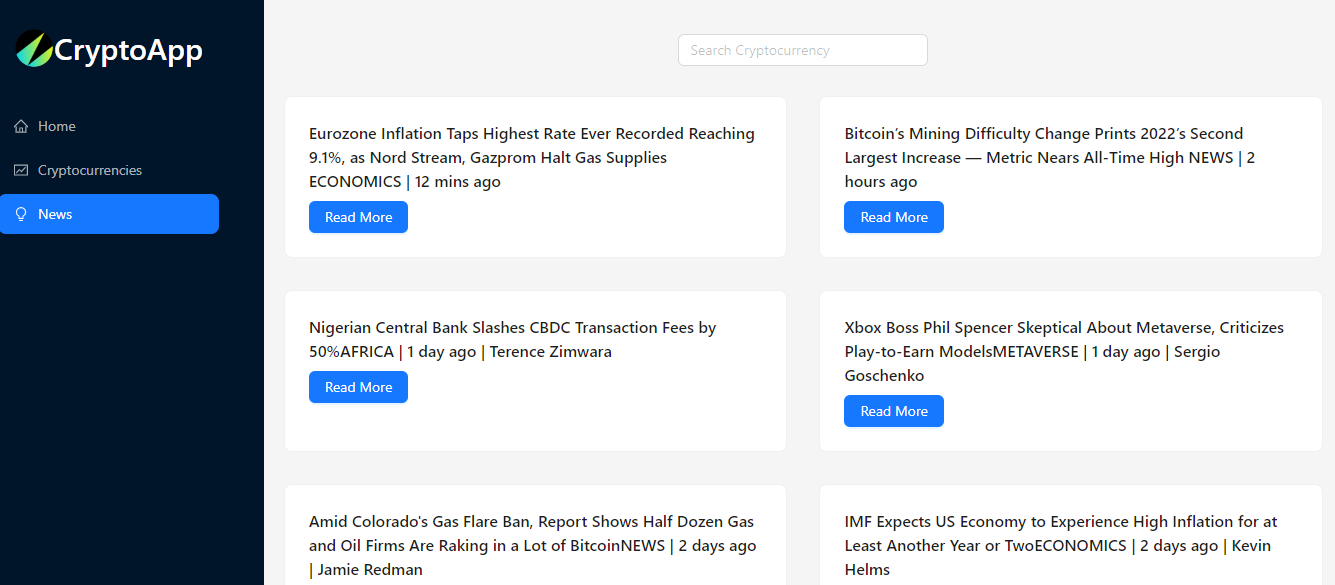 CryptoApp
Home
Cryptocurrencies
News
Search Cryptocurrency
Eurozone Inflation Taps Highest Rate Ever Recorded Reaching
9.1%, as Nord Stream, Gazprom Halt Gas Supplies
ECONOMICS | 12 mins ago
Read More
Bitcoin’s Mining Difficulty Change Prints 2022’s Second
Largest Increase — Metric Nears All-Time High NEWS | 2
hours ago
Read More
Nigerian Central Bank Slashes CBDC Transaction Fees by
50%AFRICA | 1 day ago | Terence Zimwara
Read More
Xbox Boss Phil Spencer Skeptical About Metaverse, Criticizes
Play-to-Earn ModelsMETAVERSE | 1 day ago | Sergio
Goschenko
Read More
Amid Colorado's Gas Flare Ban, Report Shows Half Dozen Gas
and Oil Firms Are Raking in a Lot of BitcoinNEWS | 2 days ago
| Jamie Redman
IMF Expects US Economy to Experience High Inflation for at
Least Another Year or TwoECONOMICS | 2 days ago | Kevin
Helms